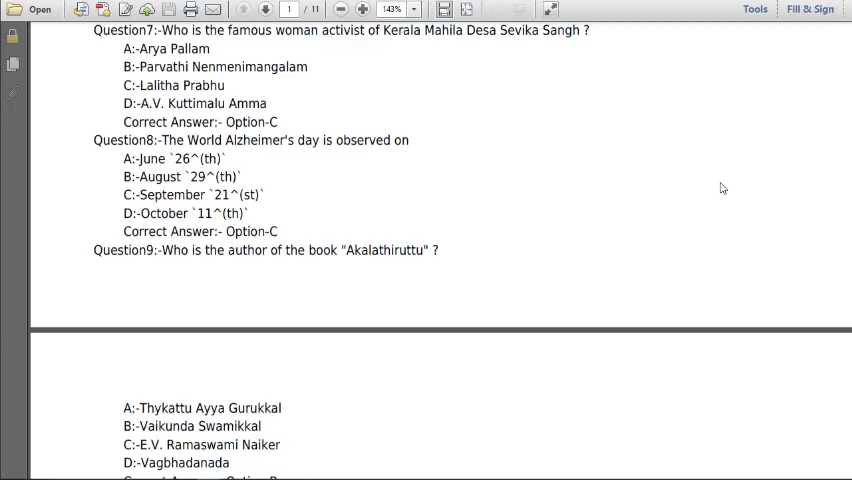 Open 1 / 11 143% Tools Fill & Sign
Question7:-Who is the famous woman activist of Kerala Mahila Desa Sevika Sangh ?
A:-Arya Pallam
B:-Parvathi Nenmenimangalam
C:-Lalitha Prabhu
D:-A.V. Kuttimalu Amma
Correct Answer:- Option-C
Question8:-The World Alzheimer's day is observed on
A:-June `26^(th)`
B:-August `29^(th)`
C:-September `21^(st)`
D:-October `11^(th)`
Correct Answer:- Option-C
Question9:-Who is the author of the book "Akalathiruttu" ?
A:-Thykattu Ayya Gurukkal
B:-Vaikunda Swamikkal
C:-E.V. Ramaswami Naiker
D:-Vagbhadanada